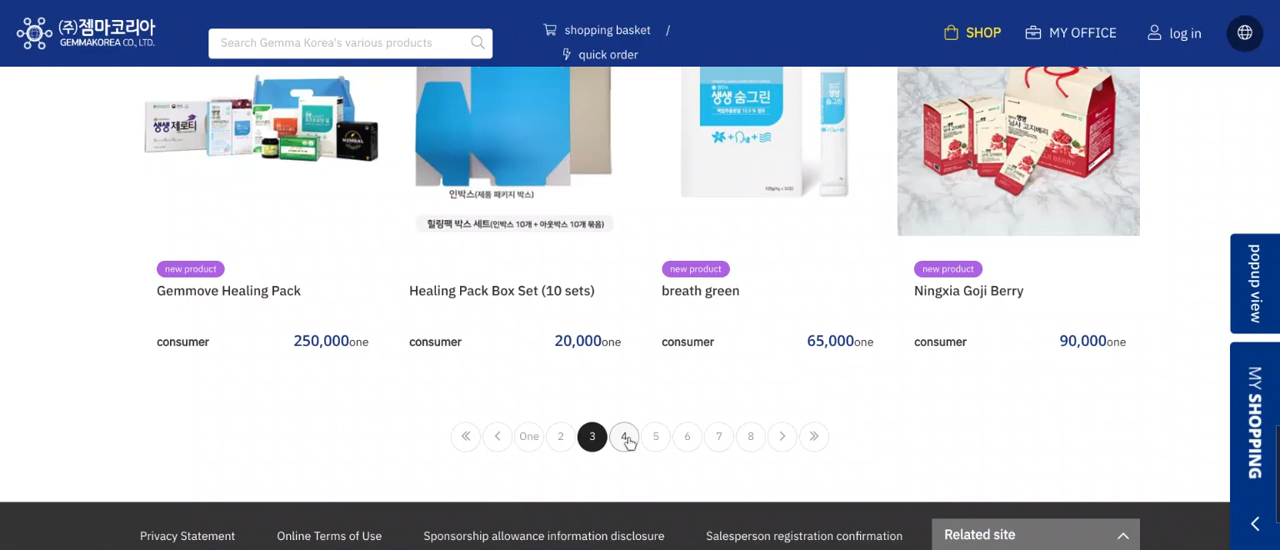 (주)젬마코리아
GEMMAKOREA CO., LTD.
Search Gemma Korea's various products
shopping basket /
quick order
SHOP
MY OFFICE
log in
생생 제로티
생생 숨그린
인박스(제품 패키지 박스)
힐링팩 박스 세트(인박스 10개 + 아웃박스 10개 묶음)
new product
Gemmove Healing Pack
consumer 250,000one
Healing Pack Box Set (10 sets)
consumer 20,000one
new product
breath green
consumer 65,000one
new product
Ningxia Goji Berry
consumer 90,000one
popup view
MY SHOPPING
One 2 3 4 5 6 7 8
Privacy Statement
Online Terms of Use
Sponsorship allowance information disclosure
Salesperson registration confirmation
Related site